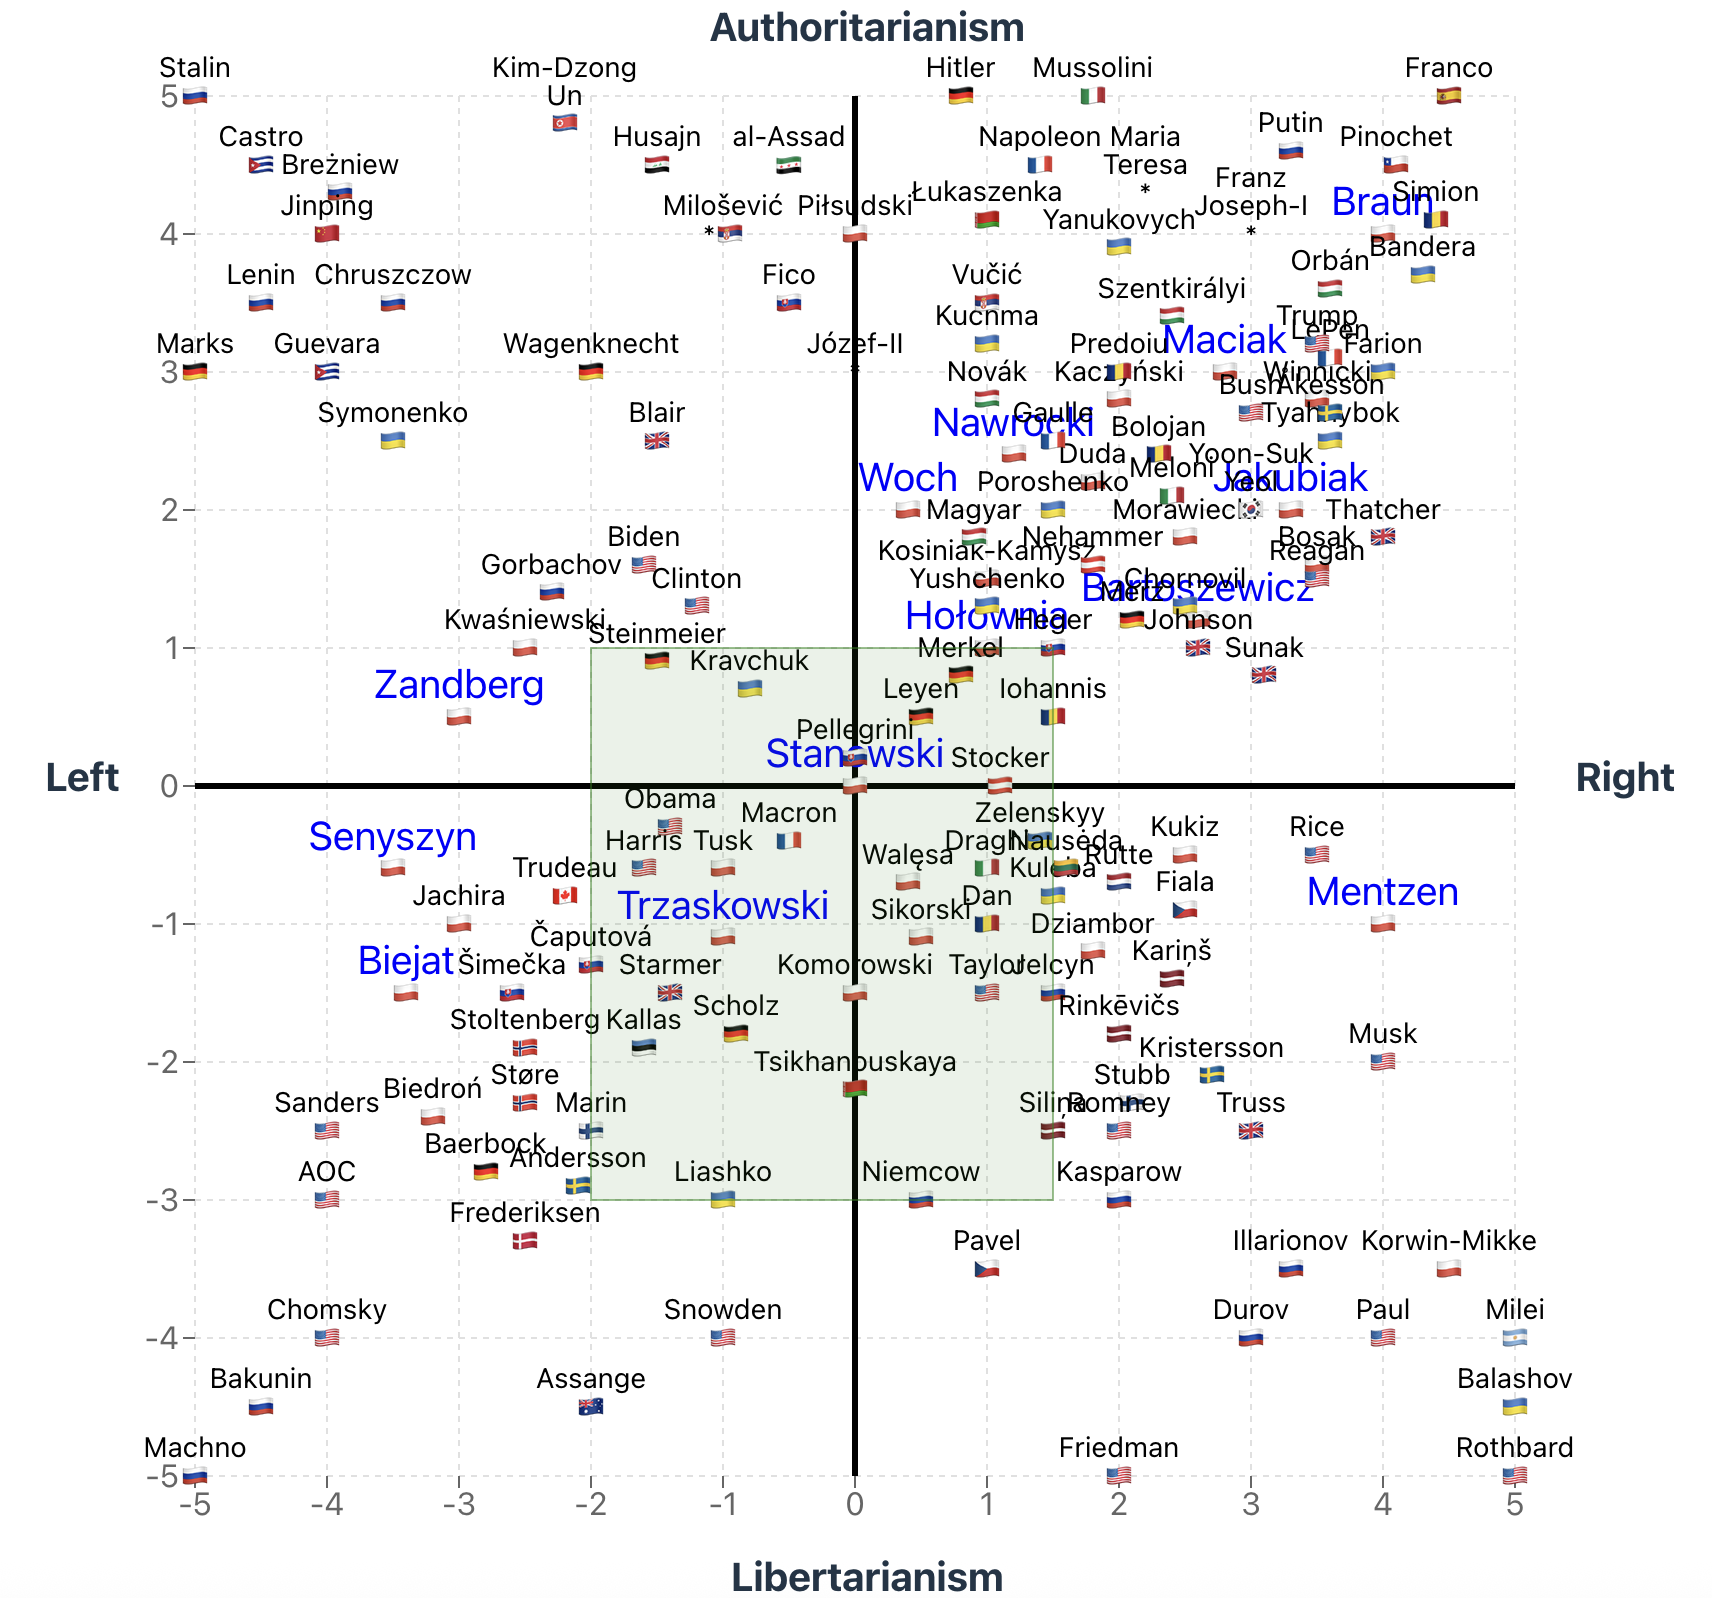 Authoritarianism
Stalin
Kim-Dzong
Un
Hitler
Mussolini
Franco
5
Castro
Breżniew
Husajn
al-Assad
Napoleon
Maria
Teresa
Putin
Pinochet
Jinping
Milošević
*
Piłsudski
Łukaszenka
*
Franz
Joseph-I
*
Braun
Simion
4
Yanukovych
Bandera
Lenin
Chruszczow
Fico
Vučić
Szentkirályi
Orbán
Kuchma
Trump
LePen
Marks
Guevara
Wagenknecht
Józef-II
*
Predoiu
Maciak
Farion
3
Novák
Kaczyński
Winnicki
Bush
Åkesson
Symonenko
Blair
Nawrocki
Gaulle
Bolojan
Tyahnybok
Woch
Duda
Meloni
Yoon-Suk
Yeol
Jakubiak
Poroshenko
2
Magyar
Morawiecki
Thatcher
Biden
Nehammer
Bosak
Gorbachov
Clinton
Kosiniak-Kamysz
Reagan
Yushchenko
Chornovil
Bartoszewicz
Merz
Kwaśniewski
Steinmeier
Hołownia
Heger
Johnson
1
Kravchuk
Merkel
Sunak
Zandberg
Leyen
Iohannis
Pellegrini
Stanowski
Stocker
Left
0
Right
Obama
Macron
Zelenskyy
Senyszyn
Harris
Tusk
Draghi
Nausėda
Kukiz
Rice
Trudeau
Wałęsa
Kuleba
Rutte
Jachira
Trzaskowski
Sikorski
Dan
Fiala
Mentzen
-1
Čaputová
Dziambor
Biejat
Šimečka
Starmer
Komorowski
Taylor
Jelcyn
Kariņš
Stoltenberg
Kallas
Scholz
Rinkēvičs
Musk
-2
Tsikhanouskaya
Kristersson
Sanders
Biedroń
Støre
Marin
Stubb
Siliņa
Romney
Truss
Baerbock
Andersson
AOC
Liashko
Niemcow
Kasparow
-3
Frederiksen
Pavel
Illarionov
Korwin-Mikke
Chomsky
Snowden
Durov
Paul
Milei
-4
Bakunin
Assange
Balashov
Machno
Friedman
Rothbard
-5
-5
-4
-3
-2
-1
0
1
2
3
4
5
Libertarianism